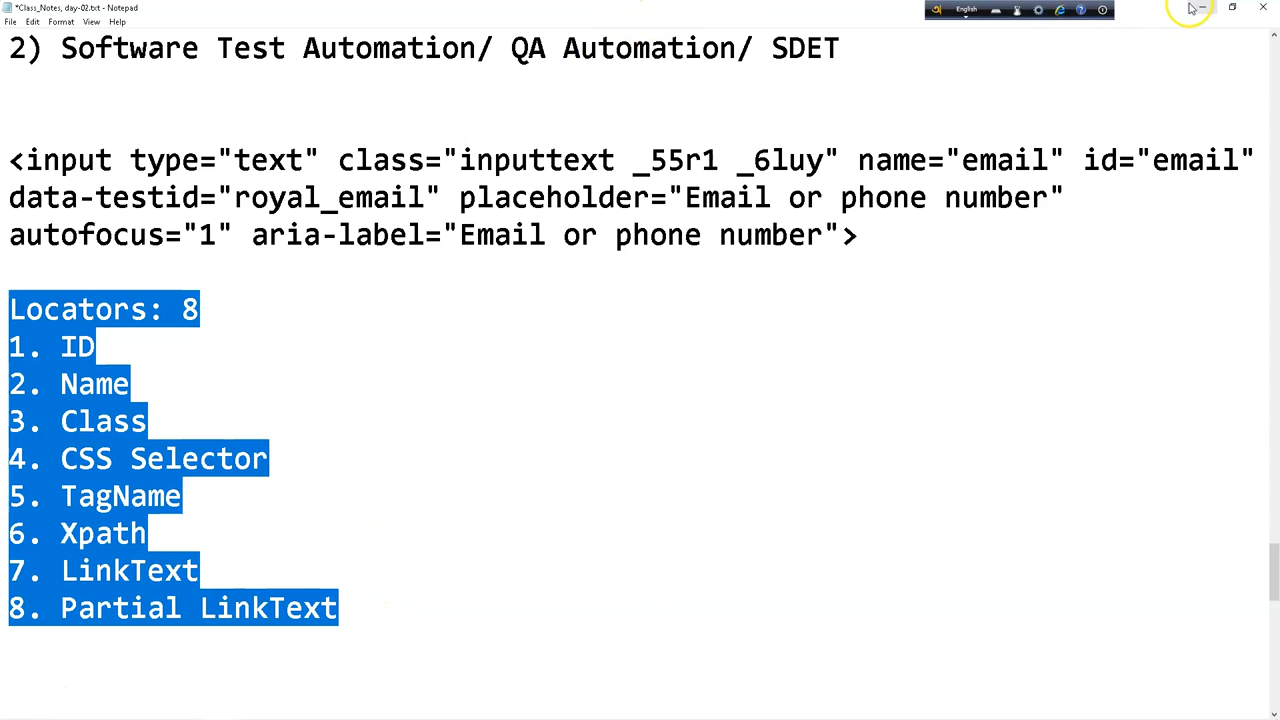 *Class_Notes, day-02.txt - Notepad
File Edit Format View Help
অ English
2) Software Test Automation/ QA Automation/ SDET
<input type="text" class="inputtext _55r1 _6luy" name="email" id="email"
data-testid="royal_email" placeholder="Email or phone number"
autofocus="1" aria-label="Email or phone number">
Locators: 8
1. ID
2. Name
3. Class
4. CSS Selector
5. TagName
6. Xpath
7. LinkText
8. Partial LinkText